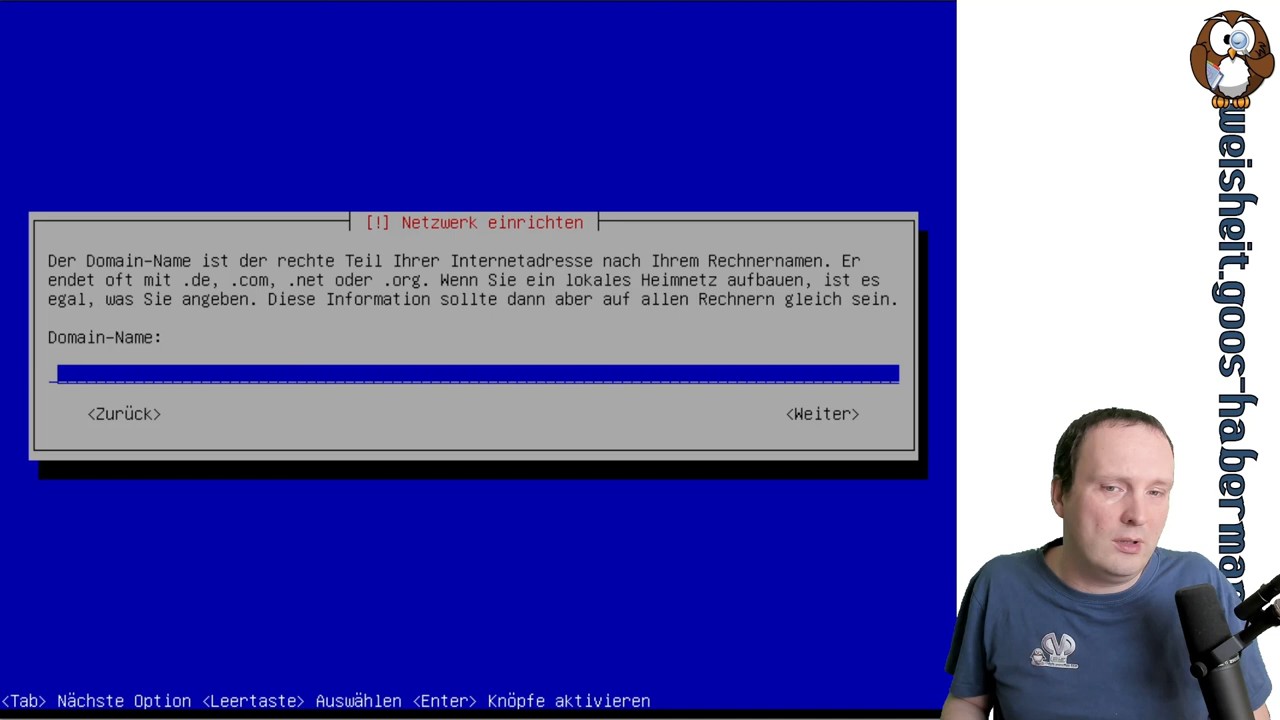 [!] Netzwerk einrichten
Der Domain-Name ist der rechte Teil Ihrer Internetadresse nach Ihrem Rechnernamen. Er
endet oft mit .de, .com, .net oder .org. Wenn Sie ein lokales Heimnetz aufbauen, ist es
egal, was Sie angeben. Diese Information sollte dann aber auf allen Rechnern gleich sein.
Domain-Name:
<Zurück> <Weiter>
<Tab> Nächste Option <Leertaste> Auswählen <Enter> Knöpfe aktivieren
weisheit.goos-haberman